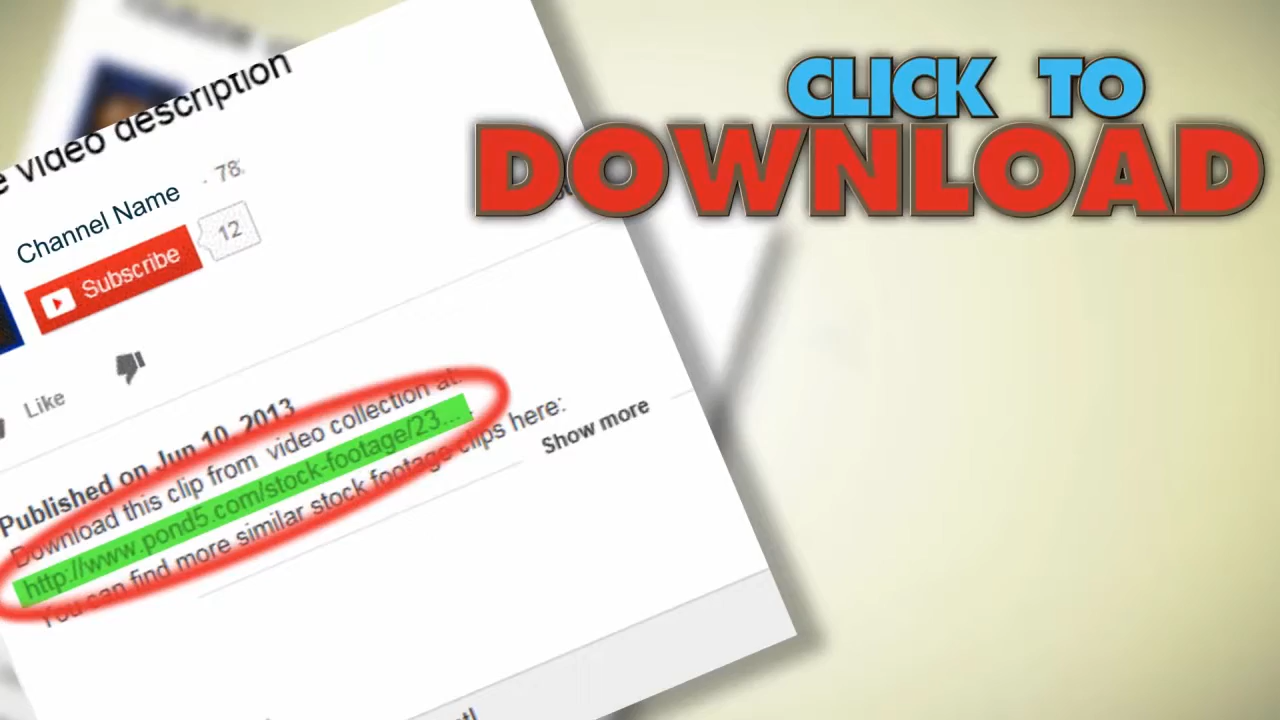 CLICK TO
DOWNLOAD
video description
Channel Name
78
Subscribe
12
Like
Published on Jun 10, 2013
Download this clip from video collection at:
http://www.pond5.com/stock-footage/23...
You can find more similar stock footage clips here:
Show more